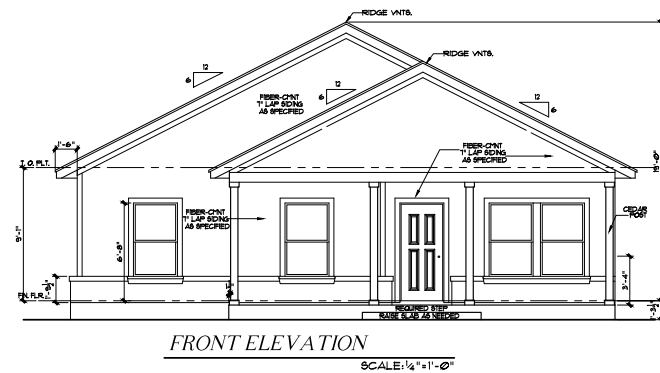 RIDGE VNTS.
RIDGE VNTS.
12
6
12
6
12
6
FIBER-CMNT
7" LAP SIDING
AS SPECIFIED
1'-6"
T. O. PLT.
FIBER-CMNT
7" LAP SIDING
AS SPECIFIED
FIBER-CMNT
7" LAP SIDING
AS SPECIFIED
CEDAR
POST
9'-1"
6'-8"
3'-4"
FIN. FLR.
REQUIRED STEP
RAISE SLAB AS NEEDED
FRONT ELEVATION
SCALE: 1/4"=1'-0"